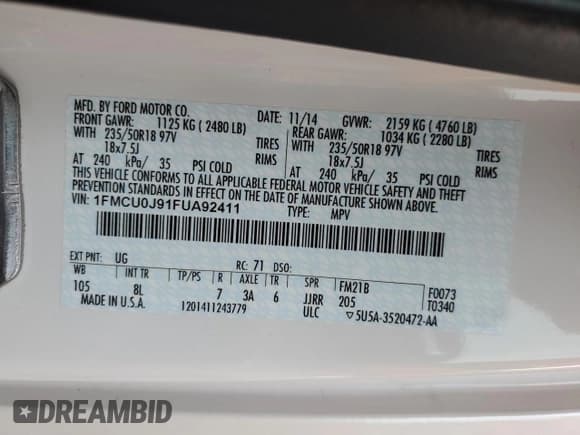 MFD. BY FORD MOTOR CO.
DATE: 11/14 GVWR: 2159 KG ( 4760 LB)
FRONT GAWR: 1125 KG ( 2480 LB) REAR GAWR: 1034 KG ( 2280 LB)
WITH 235/50R18 97V TIRES WITH 235/50R18 97V TIRES
18x7.5J RIMS 18x7.5J RIMS
AT 240 kPa/ 35 PSI COLD AT 240 kPa/ 35 PSI COLD
THIS VEHICLE CONFORMS TO ALL APPLICABLE FEDERAL MOTOR VEHICLE SAFETY AND THEFT
PREVENTION STANDARDS IN EFFECT ON THE DATE OF MANUFACTURE SHOWN ABOVE.
VIN: 1FMCU0J91FUA92411 TYPE: MPV
EXT PNT: UG RC: 71 DSO:
WB INT TR TP/PS R AXLE TR SPR FM21B F0073
105 8L 7 3A 6 JJRR 205 T0340
MADE IN U.S.A. 1201411243779 ULC ▽5U5A-3520472-AA
DREAMBID